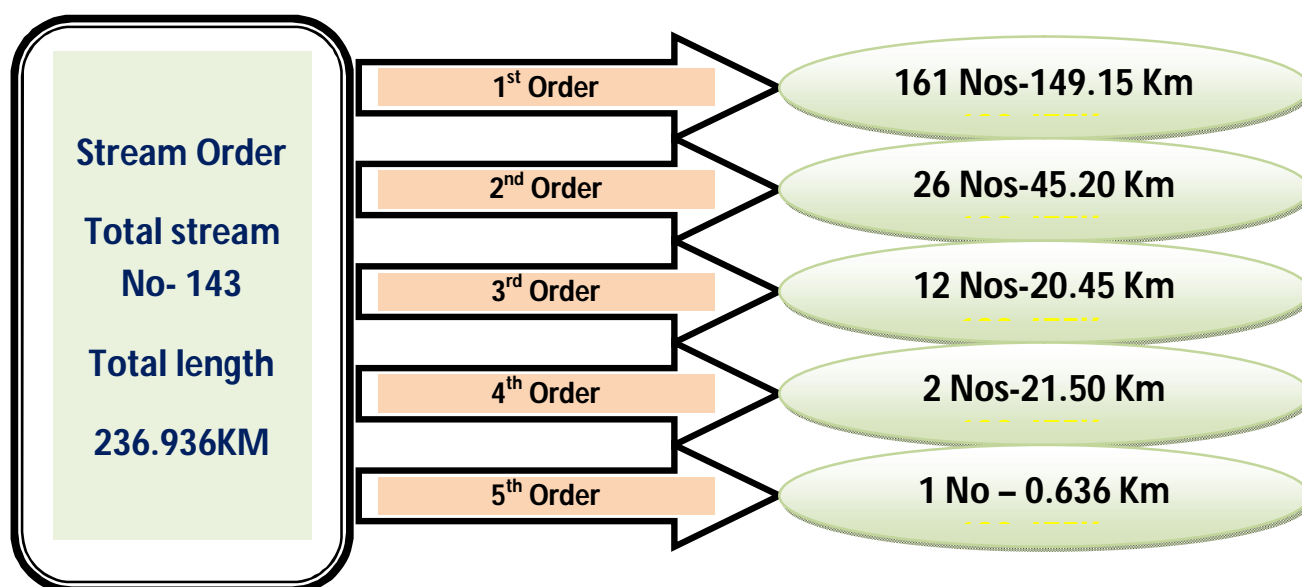 Stream Order
Total stream
No- 143
Total length
236.936KM
1st Order
161 Nos-149.15 Km
2nd Order
26 Nos-45.20 Km
3rd Order
12 Nos-20.45 Km
4th Order
2 Nos-21.50 Km
5th Order
1 No – 0.636 Km